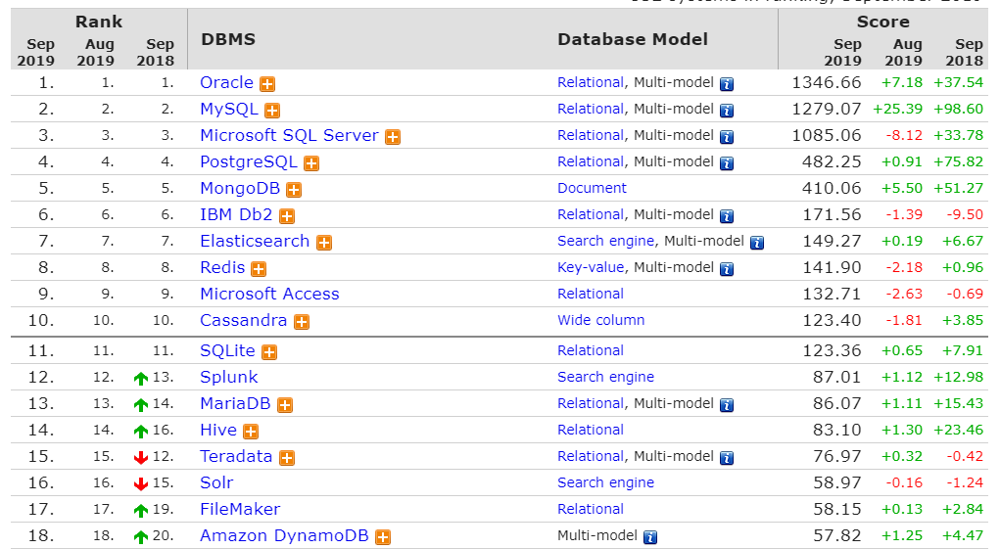 Rank Score
Sep 2019 Aug 2019 Sep 2018 DBMS Database Model Sep 2019 Aug 2019 Sep 2018
1. 1. 1. Oracle Relational, Multi-model 1346.66 +7.18 +37.54
2. 2. 2. MySQL Relational, Multi-model 1279.07 +25.39 +98.60
3. 3. 3. Microsoft SQL Server Relational, Multi-model 1085.06 -8.12 +33.78
4. 4. 4. PostgreSQL Relational, Multi-model 482.25 +0.91 +75.82
5. 5. 5. MongoDB Document 410.06 +5.50 +51.27
6. 6. 6. IBM Db2 Relational, Multi-model 171.56 -1.39 -9.50
7. 7. 7. Elasticsearch Search engine, Multi-model 149.27 +0.19 +6.67
8. 8. 8. Redis Key-value, Multi-model 141.90 -2.18 +0.96
9. 9. 9. Microsoft Access Relational 132.71 -2.63 -0.69
10. 10. 10. Cassandra Wide column 123.40 -1.81 +3.85
11. 11. 11. SQLite Relational 123.36 +0.65 +7.91
12. 12. 13. Splunk Search engine 87.01 +1.12 +12.98
13. 13. 14. MariaDB Relational, Multi-model 86.07 +1.11 +15.43
14. 14. 16. Hive Relational 83.10 +1.30 +23.46
15. 15. 12. Teradata Relational, Multi-model 76.97 +0.32 -0.42
16. 16. 15. Solr Search engine 58.97 -0.16 -1.24
17. 17. 19. FileMaker Relational 58.15 +0.13 +2.84
18. 18. 20. Amazon DynamoDB Multi-model 57.82 +1.25 +4.47